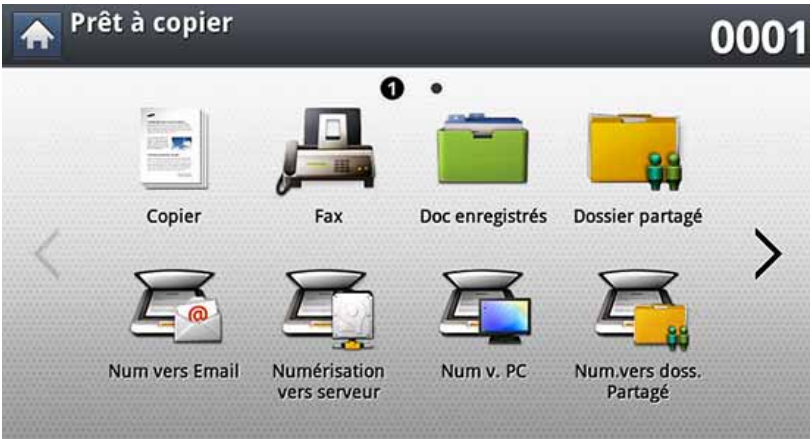 Prêt à copier
0001
1
Copier
Fax
Doc enregistrés
Dossier partagé
@
Num vers Email
Numérisation
vers serveur
Num v. PC
Num.vers doss.
Partagé